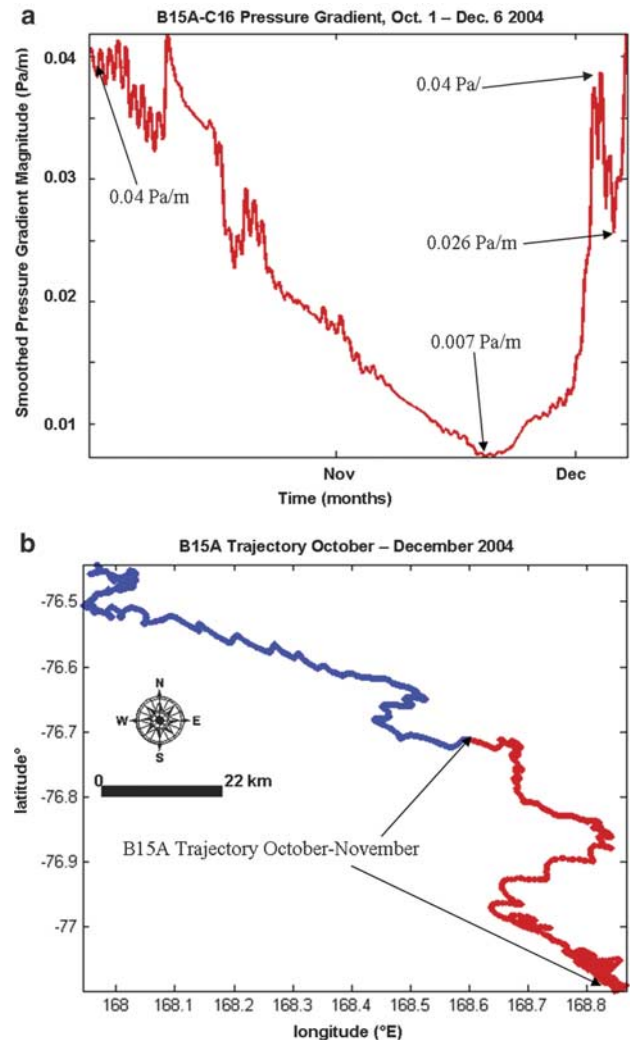 a
B15A-C16 Pressure Gradient, Oct. 1 – Dec. 6 2004
Smoothed Pressure Gradient Magnitude (Pa/m)
0.04
0.03
0.02
0.01
0.04 Pa/m
0.04 Pa/
0.026 Pa/m
0.007 Pa/m
Nov
Dec
Time (months)
b
B15A Trajectory October – December 2004
latitude°
-76.5
-76.6
-76.7
-76.8
-76.9
-77
N
W
E
S
0
22 km
B15A Trajectory October-November
168
168.1
168.2
168.3
168.4
168.5
168.6
168.7
168.8
longitude (°E)